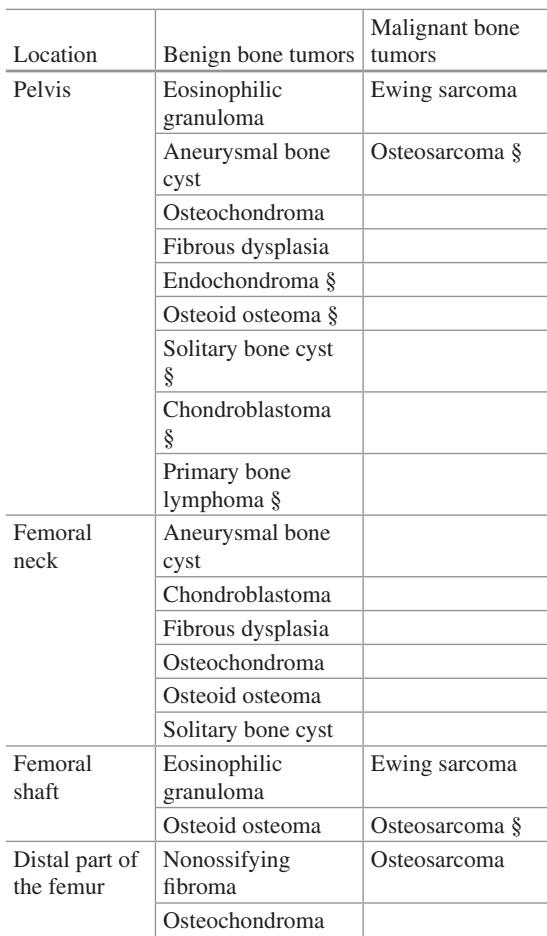 Location Benign bone tumors Malignant bone tumors
Pelvis Eosinophilic granuloma Ewing sarcoma
Aneurysmal bone cyst Osteosarcoma §
Osteochondroma
Fibrous dysplasia
Endochondroma §
Osteoid osteoma §
Solitary bone cyst §
Chondroblastoma §
Primary bone lymphoma §
Femoral neck Aneurysmal bone cyst
Chondroblastoma
Fibrous dysplasia
Osteochondroma
Osteoid osteoma
Solitary bone cyst
Femoral shaft Eosinophilic granuloma Ewing sarcoma
Osteoid osteoma Osteosarcoma §
Distal part of the femur Nonossifying fibroma Osteosarcoma
Osteochondroma